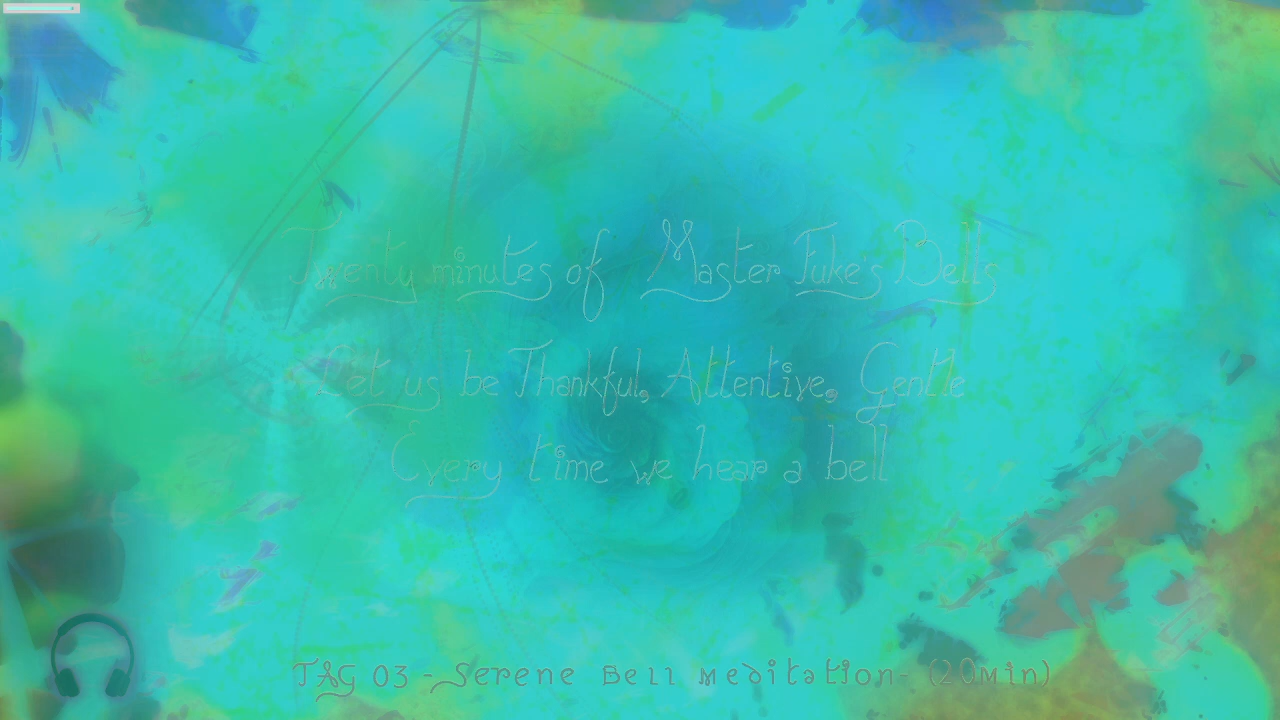 Twenty minutes of Master Fuke's Bells
Let us be Thankful, Attentive, Gentle
Every time we hear a bell
TAG 03 - Serene Bell Meditation- (20Min)